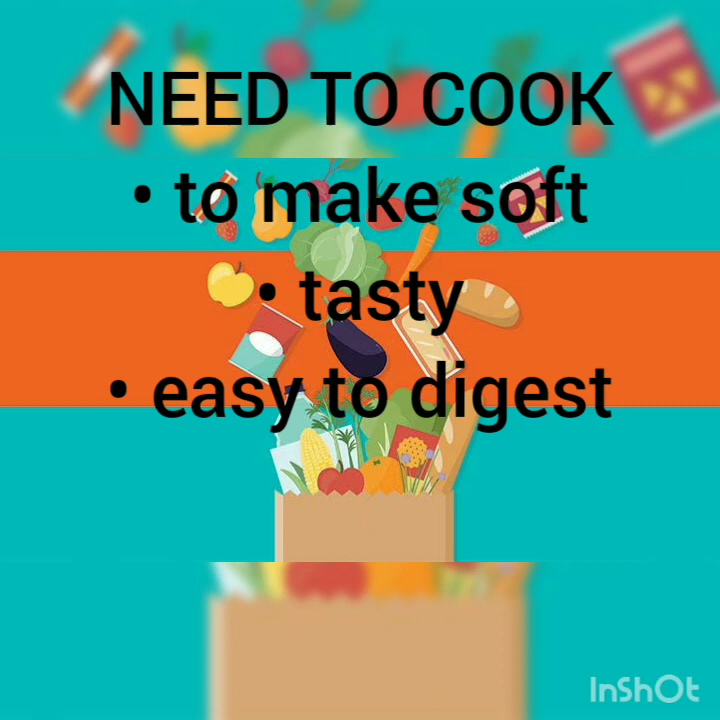 NEED TO COOK
• to make soft
• tasty
• easy to digest
InShOt